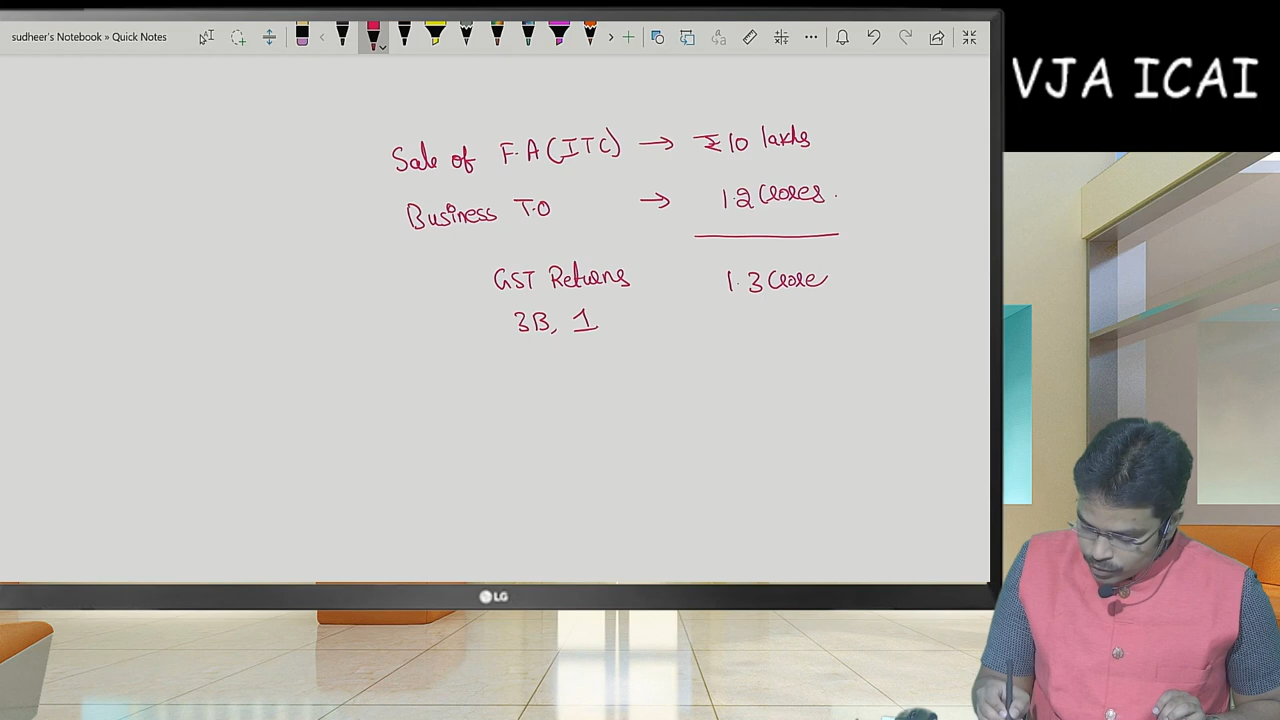 sudheer's Notebook » Quick Notes
VJA ICAI
Sale of F.A (ITC) → ₹10 lakhs
Business T.O → 1.2 Crores.
GST Returns 1.3 Crore
3B, 1
LG